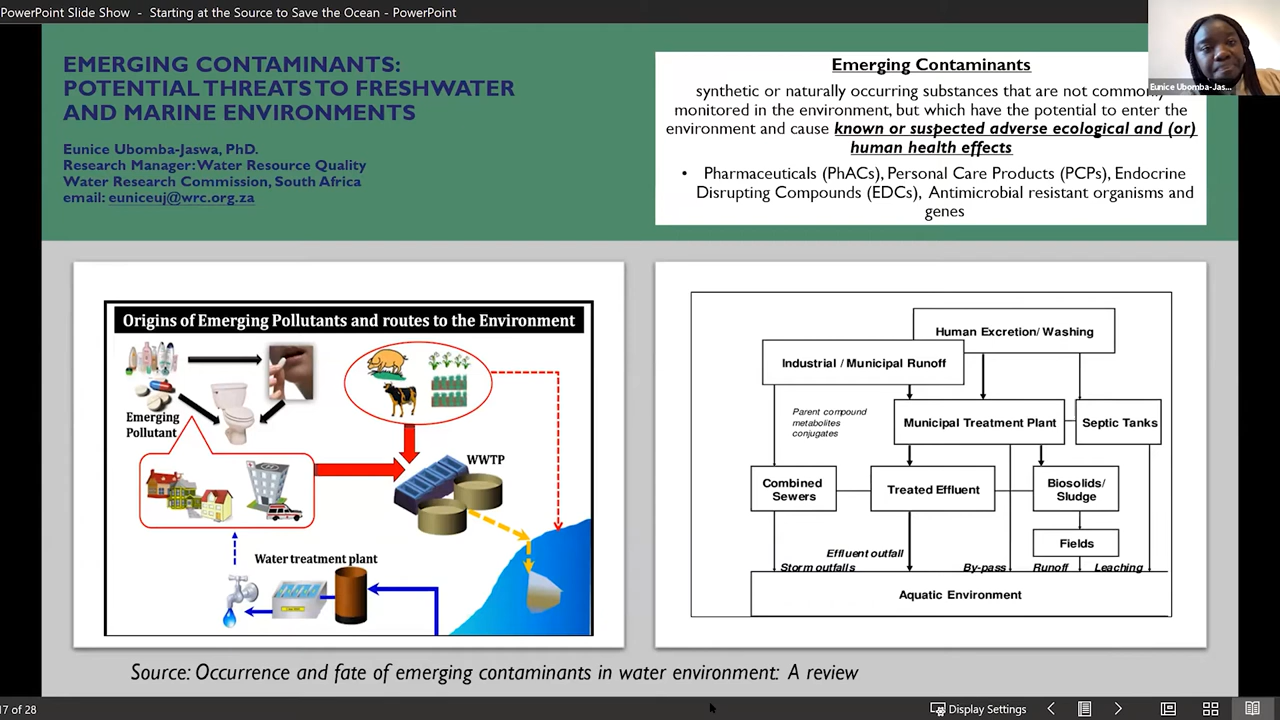 PowerPoint Slide Show - Starting at the Source to Save the Ocean - PowerPoint
EMERGING CONTAMINANTS:
POTENTIAL THREATS TO FRESHWATER
AND MARINE ENVIRONMENTS
Eunice Ubomba-Jaswa, PhD.
Research Manager: Water Resource Quality
Water Research Commission, South Africa
email: euniceuj@wrc.org.za
Emerging Contaminants
synthetic or naturally occurring substances that are not commonly
monitored in the environment, but which have the potential to enter the
environment and cause known or suspected adverse ecological and (or)
human health effects
• Pharmaceuticals (PhACs), Personal Care Products (PCPs), Endocrine
Disrupting Compounds (EDCs), Antimicrobial resistant organisms and
genes
Eunice Ubomba-Jas...
Origins of Emerging Pollutants and routes to the Environment
Emerging
Pollutant
WWTP
Water treatment plant
Human Excretion/ Washing
Industrial / Municipal Runoff
Parent compound
metabolites
conjugates
Municipal Treatment Plant
Septic Tanks
Combined
Sewers
Treated Effluent
Biosolids/
Sludge
Fields
Effluent outfall
Storm outfalls
By-pass
Runoff
Leaching
Aquatic Environment
Source: Occurrence and fate of emerging contaminants in water environment: A review
17 of 28
Display Settings